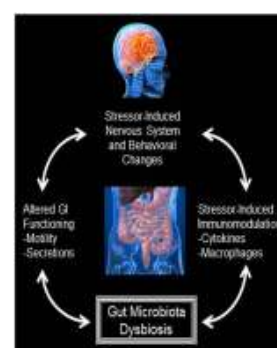 Stressor-Induced
Nervous System
and Behavioral
Changes
Altered GI
Functioning
-Motility
-Secretions
Stressor-Induced
Immunomodulation
-Cytokines
-Macrophages
Gut Microbiota
Dysbiosis